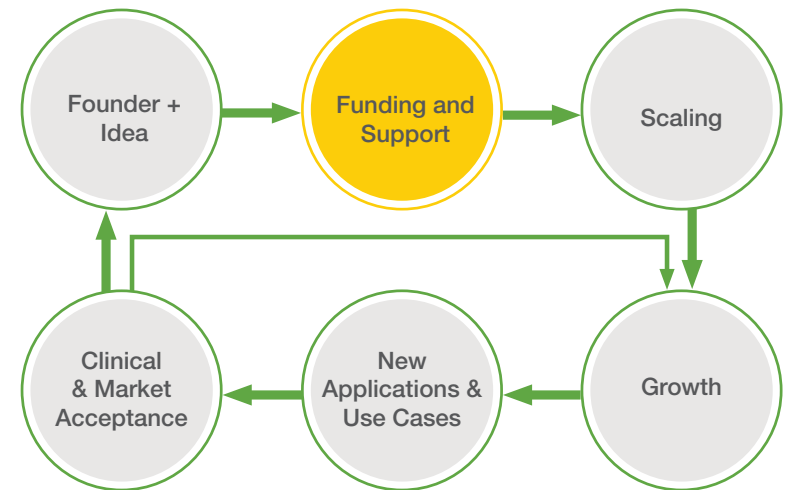 Founder +
Idea
Funding and
Support
Scaling
Clinical
& Market
Acceptance
New
Applications &
Use Cases
Growth